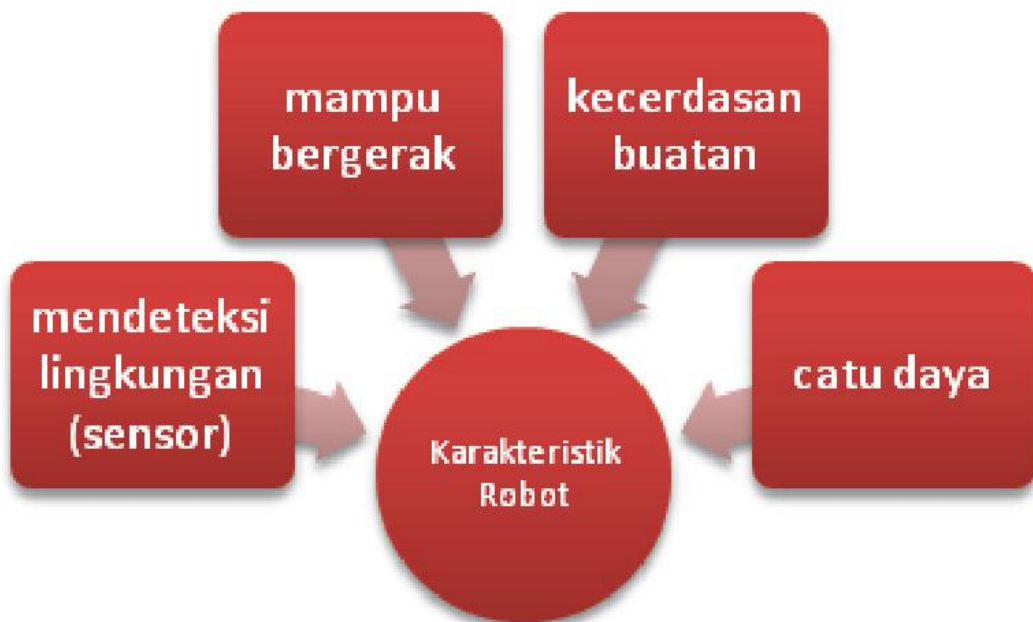 mampu
bergerak
kecerdasan
buatan
mendeteksi
lingkungan
(sensor)
catu daya
Karakteristik
Robot